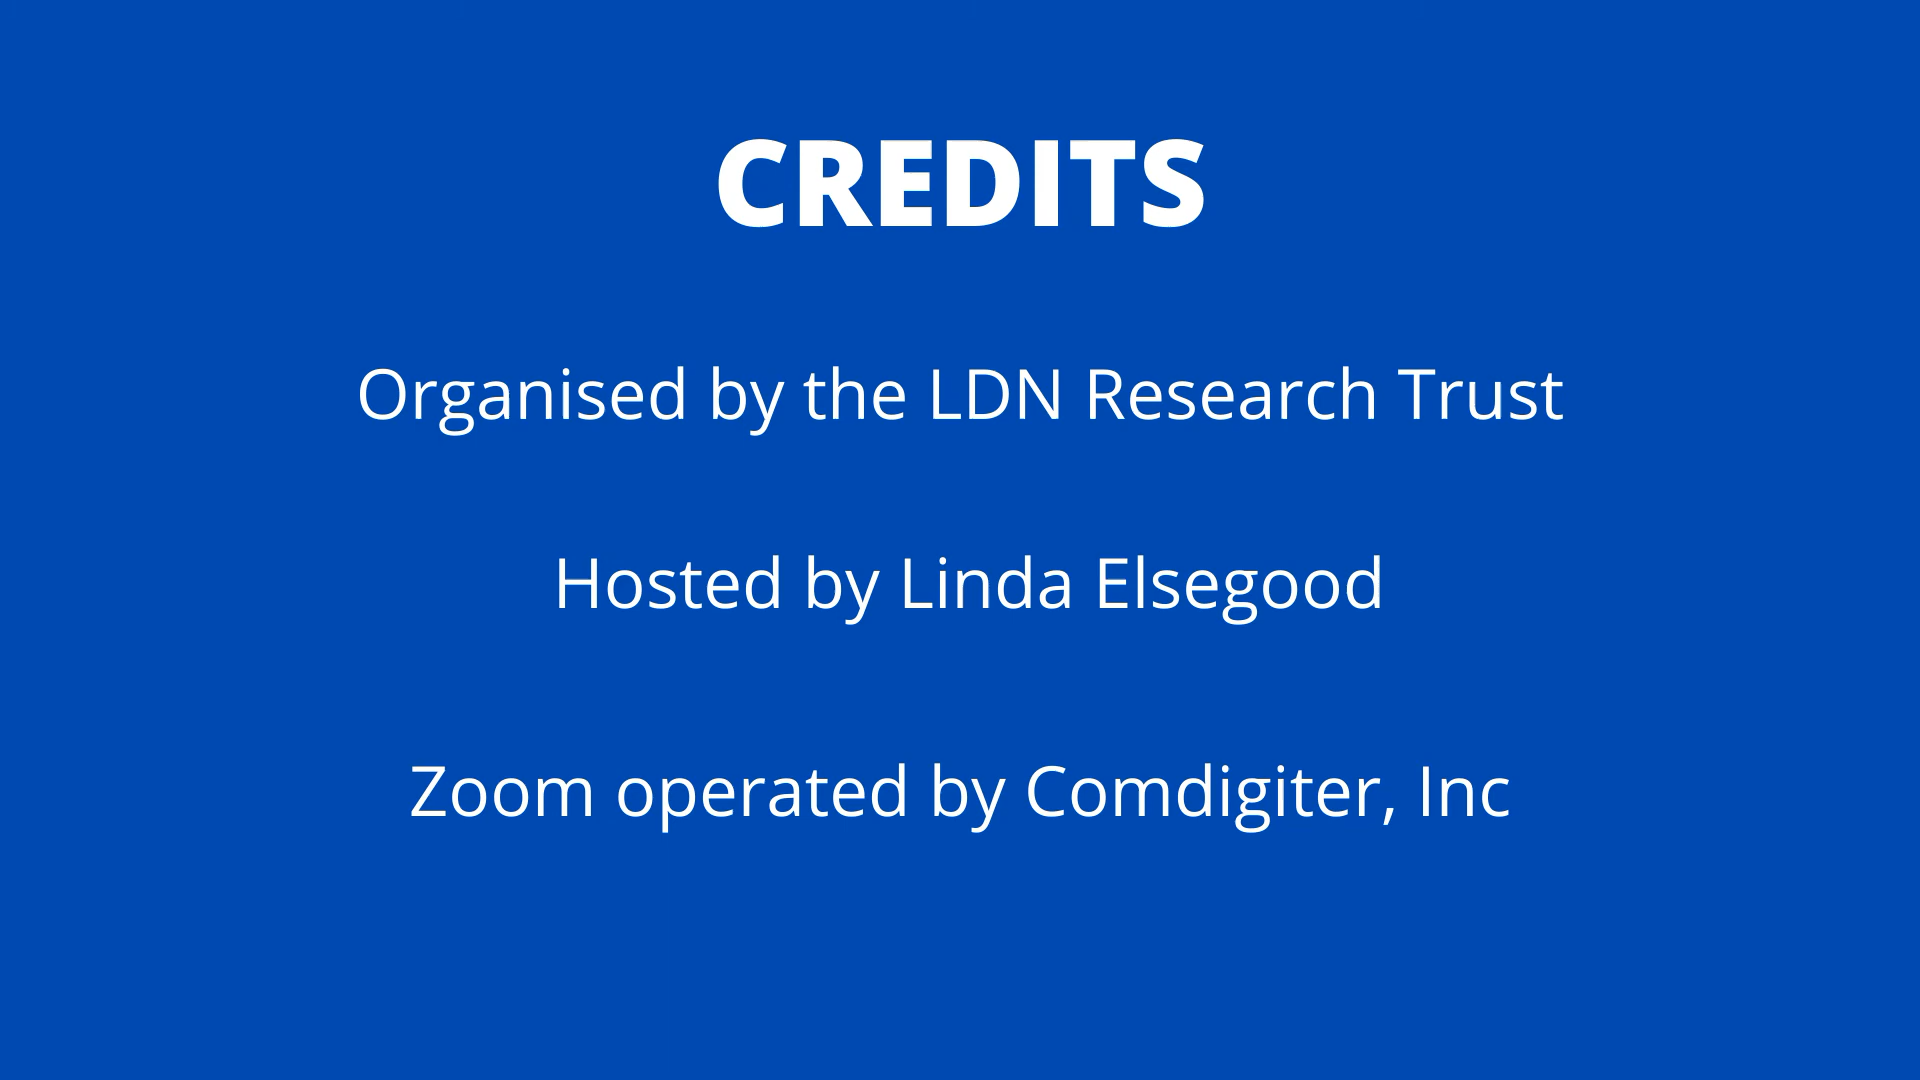 CREDITS
Organised by the LDN Research Trust
Hosted by Linda Elsegood
Zoom operated by Comdigiter, Inc